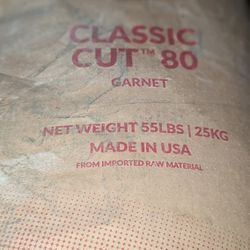 CLASSIC
CUT™ 80
GARNET
NET WEIGHT 55LBS | 25KG
MADE IN USA
FROM IMPORTED RAW MATERIAL